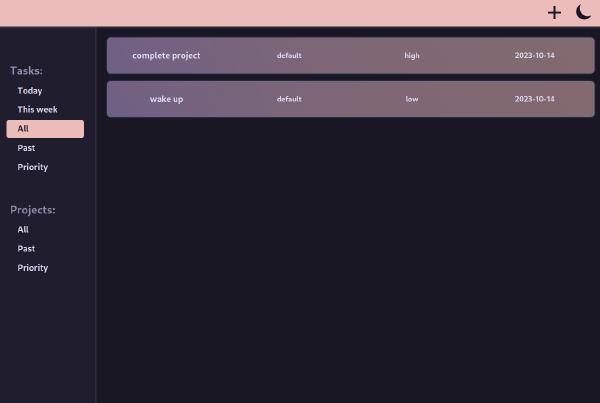 Tasks:
Today
This week
All
Past
Priority
Projects:
All
Past
Priority
complete project default high 2023-10-14
wake up default low 2023-10-14